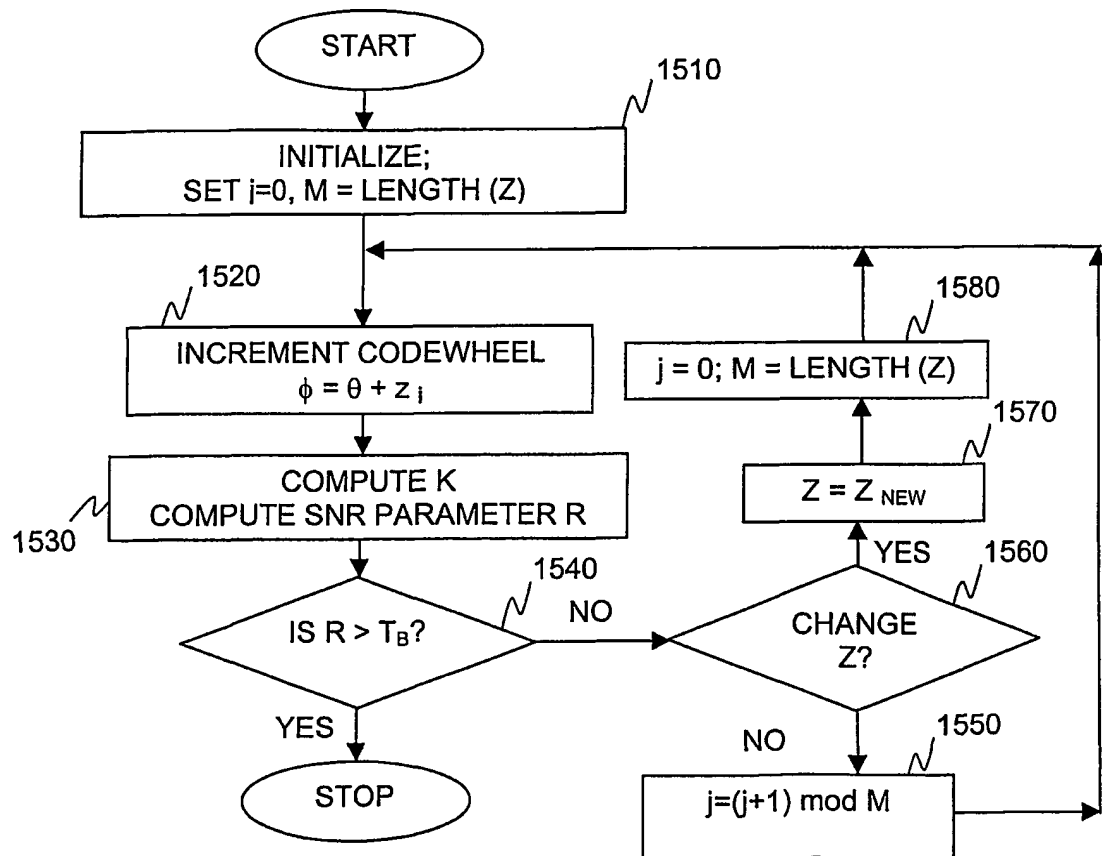 START
1510
INITIALIZE;
SET j=0, M = LENGTH (Z)
1520
INCREMENT CODEWHEEL
ϕ = θ + z j
1580
j = 0; M = LENGTH (Z)
1570
Z = Z NEW
COMPUTE K
COMPUTE SNR PARAMETER R
1530
YES
1560
1540
IS R > TB?
NO
CHANGE
Z?
YES
STOP
NO
1550
j=(j+1) mod M